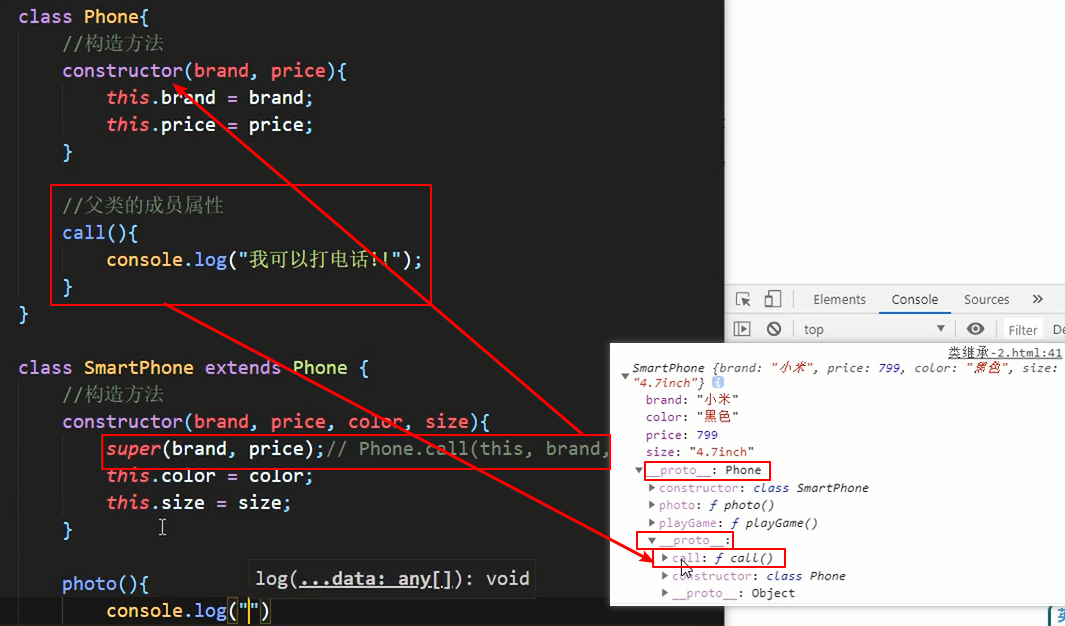 class Phone{
//构造方法
constructor(brand, price){
this.brand = brand;
this.price = price;
}
//父类的成员属性
call(){
console.log("我可以打电话!!");
}
}
class SmartPhone extends Phone {
//构造方法
constructor(brand, price, color, size){
super(brand, price);// Phone.call(this, brand,
this.color = color;
this.size = size;
}
photo(){
log(...data: any[]): void
console.log("")
Elements Console Sources »
top Filter De
类继承-2.html:41
SmartPhone {brand: "小米", price: 799, color: "黑色", size:
"4.7inch"} i
brand: "小米"
color: "黑色"
price: 799
size: "4.7inch"
__proto__: Phone
constructor: class SmartPhone
photo: ƒ photo()
playGame: ƒ playGame()
__proto__:
call: ƒ call()
constructor: class Phone
__proto__: Object
英